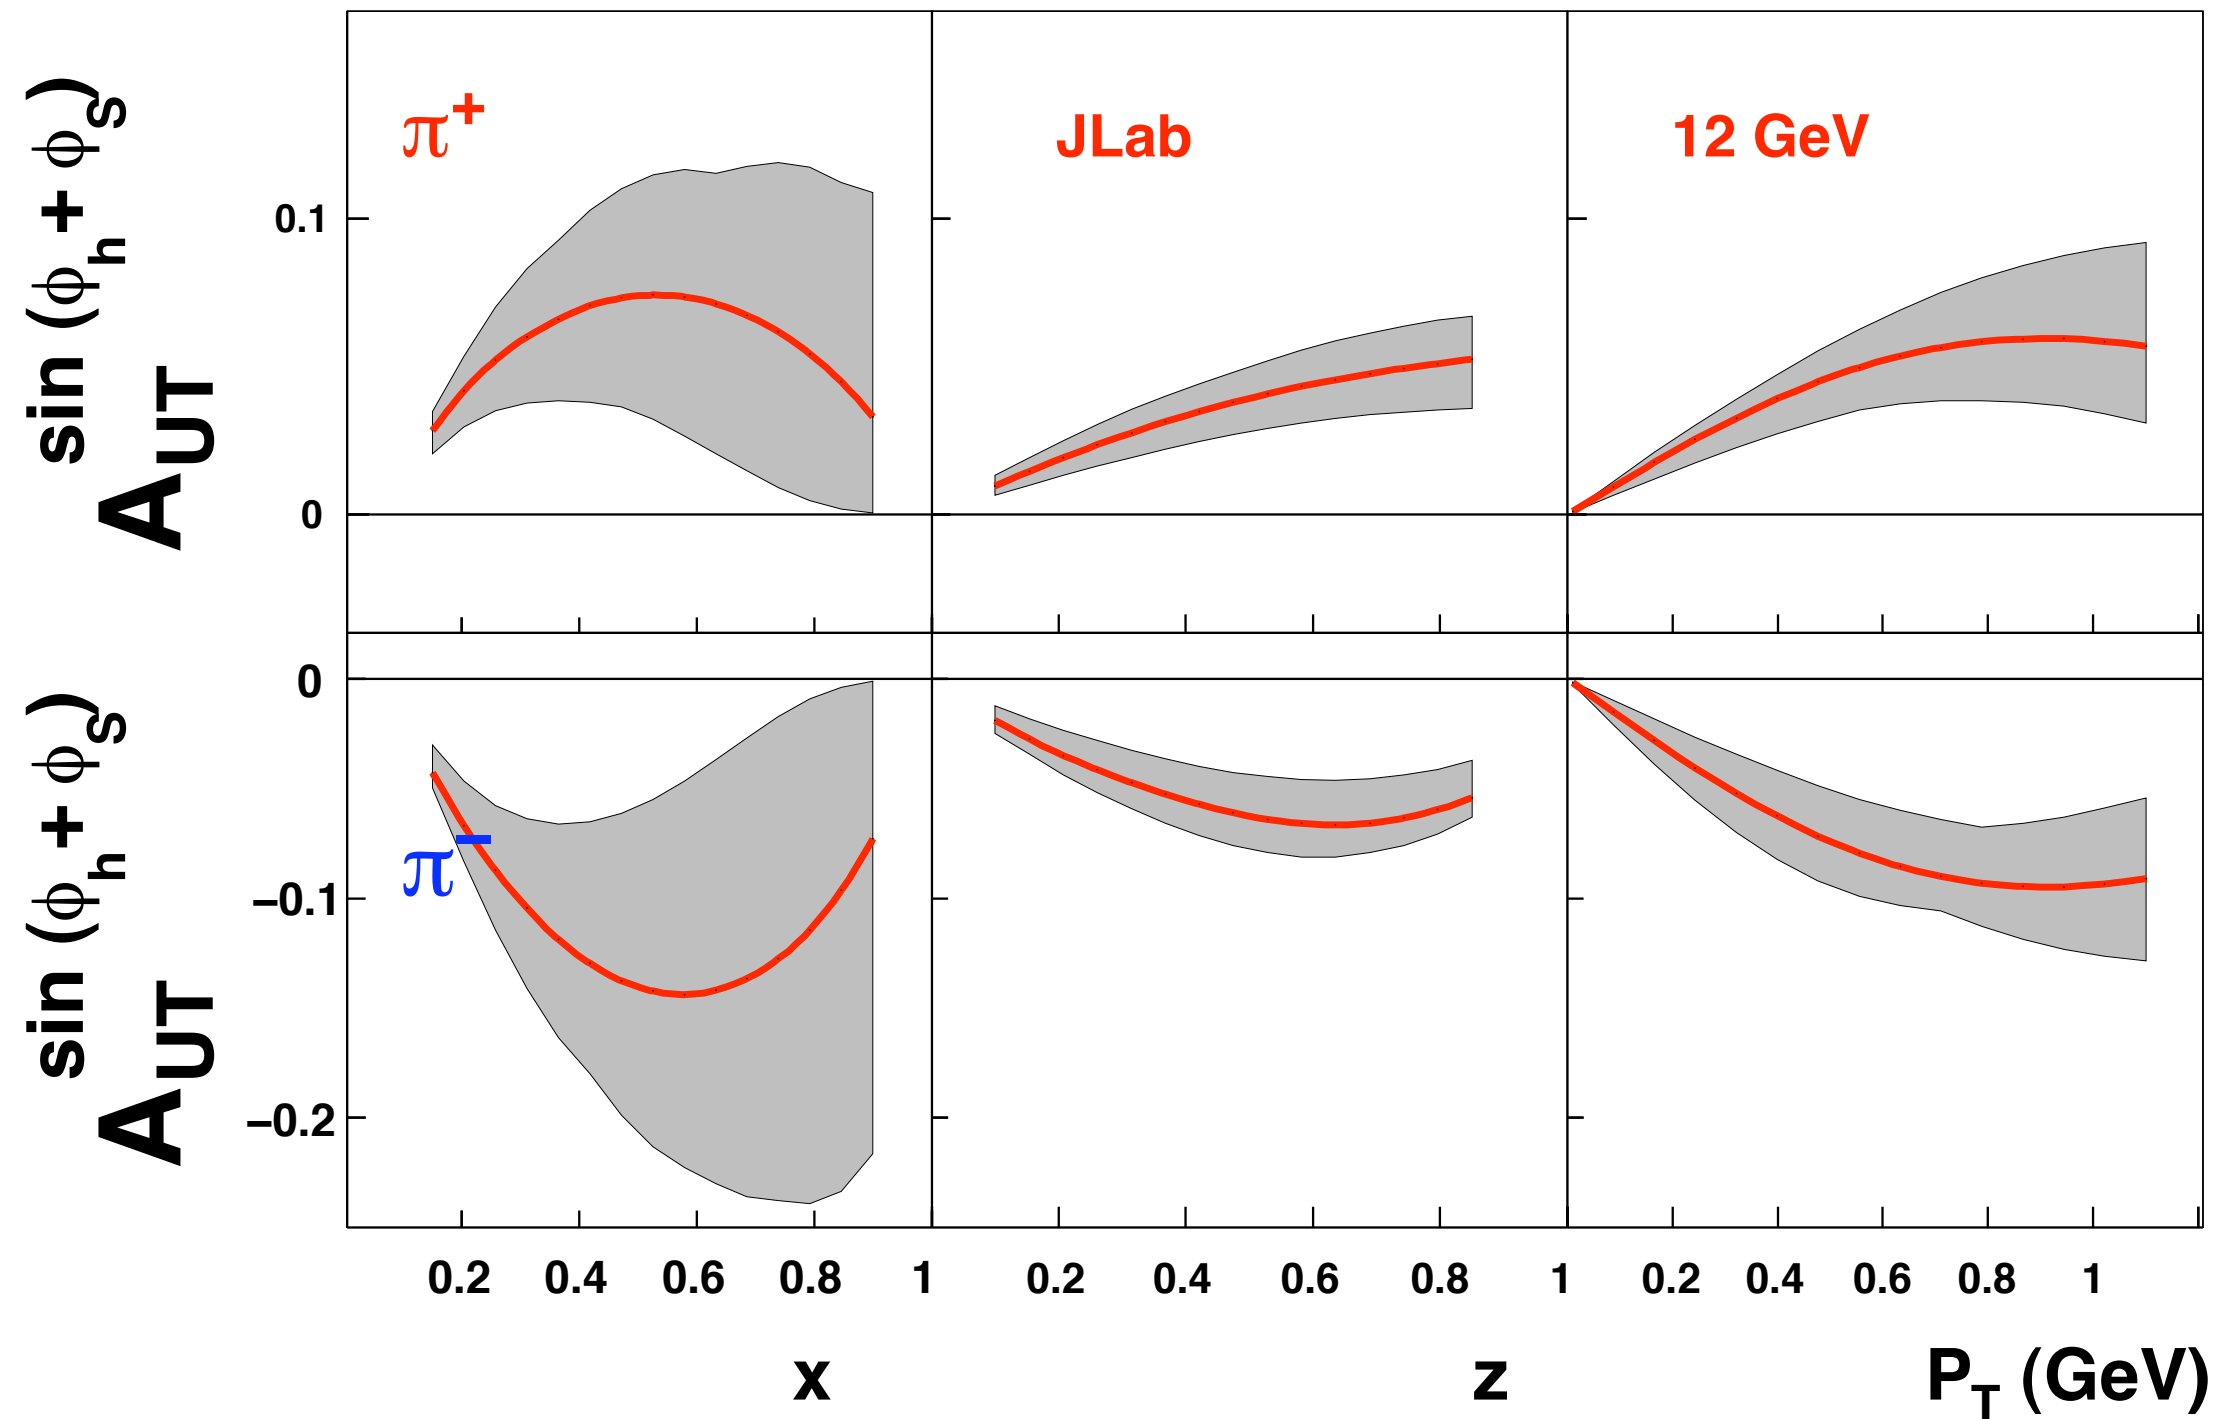 A_UT^sin (ϕ_h + ϕ_S)
π⁺
JLab
12 GeV
0.1
0
A_UT^sin (ϕ_h + ϕ_S)
0
π⁻
−0.1
−0.2
0.2 0.4 0.6 0.8 1 0.2 0.4 0.6 0.8 1 0.2 0.4 0.6 0.8 1
x z P_T (GeV)